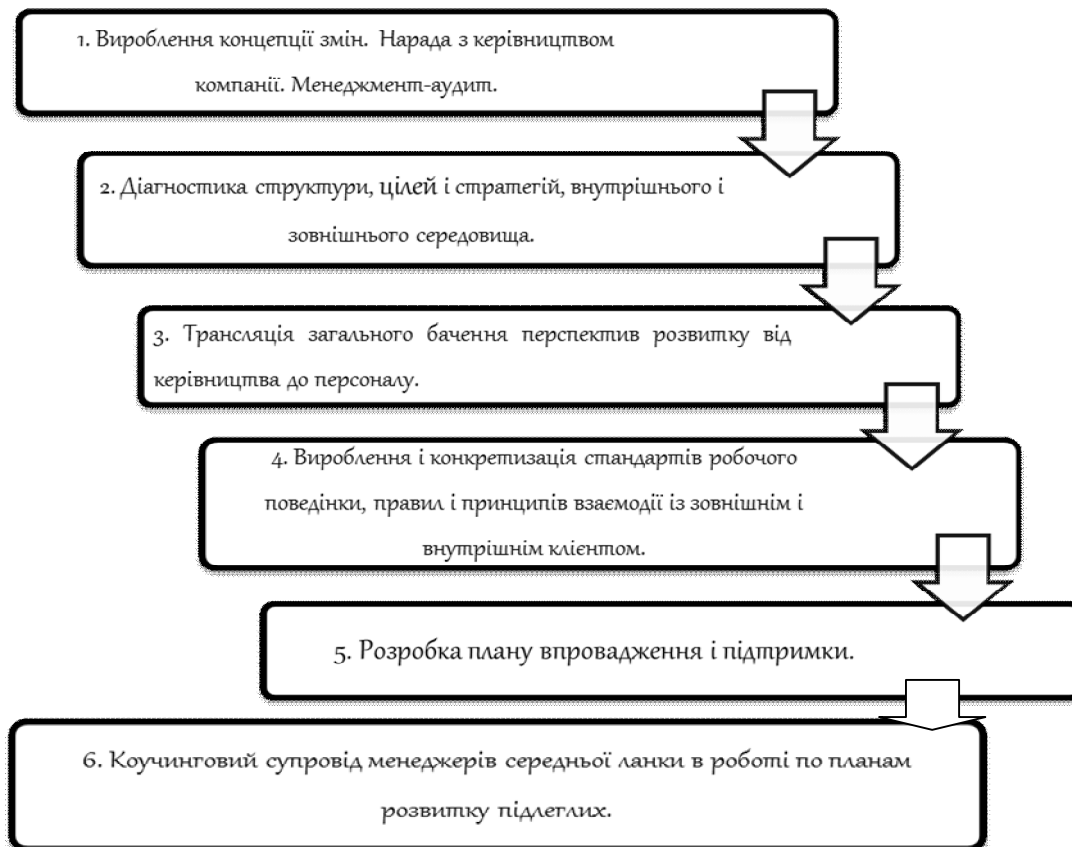 1. Вироблення концепції змін. Нарада з керівництвом
компанії. Менеджмент-аудит.
2. Діагностика структури, цілей і стратегій, внутрішнього і
зовнішнього середовища.
3. Трансляція загального бачення перспектив розвитку від
керівництва до персоналу.
4. Вироблення і конкретизація стандартів робочого
поведінки, правил і принципів взаємодії із зовнішнім і
внутрішнім клієнтом.
5. Розробка плану впровадження і підтримки.
6. Коучинговий супровід менеджерів середньої ланки в роботі по планам
розвитку підлеглих.